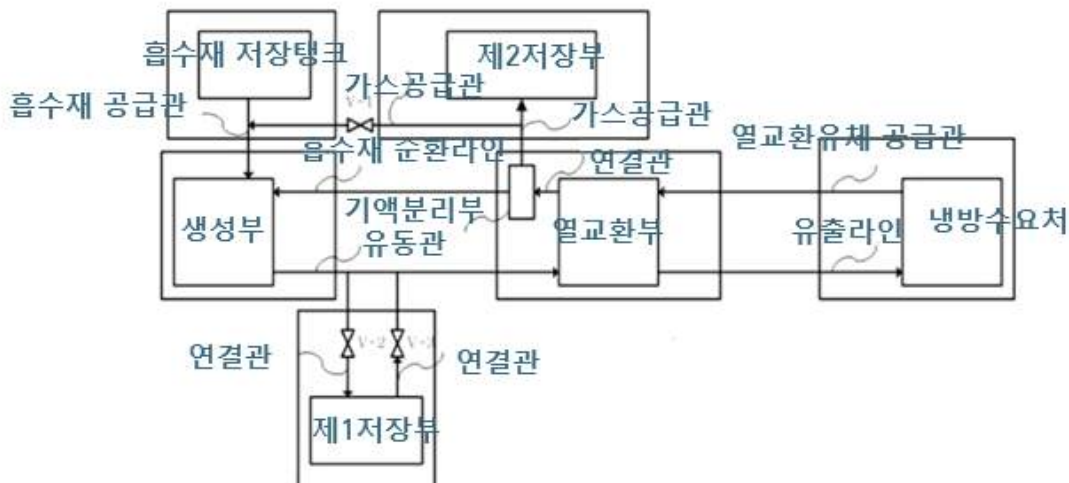 흡수재 저장탱크
제2저장부
가스공급관
V-1
흡수재 공급관
가스공급관
흡수재 순환라인
연결관
열교환유체 공급관
생성부
기액분리부
유동관
열교환부
유출라인
냉방수요처
연결관
V-2
V-3
연결관
제1저장부